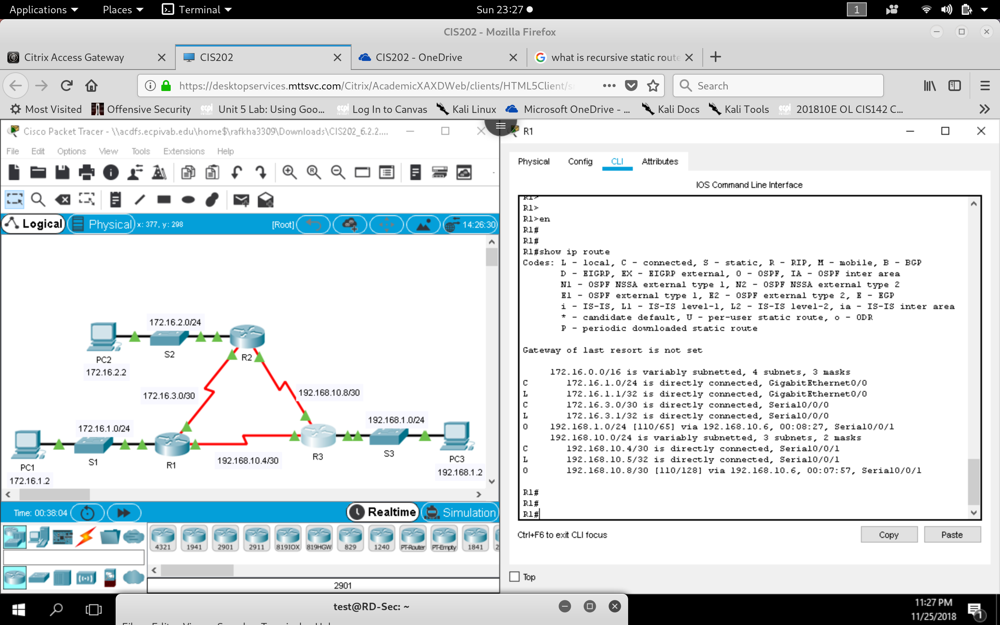 Applications Places Terminal Sun 23:27 1
CIS202 - Mozilla Firefox
Citrix Access Gateway CIS202 CIS202 - OneDrive what is recursive static route
https://desktopservices.mttsvc.com/Citrix/AcademicXAXDWeb/clients/HTML5Client/s Search
Most Visited Offensive Security ecpi Unit 5 Lab: Using Goo... ecpi Log In to Canvas Kali Linux Microsoft OneDrive - ... Kali Docs Kali Tools ecpi 201810E OL CIS142 C...
Cisco Packet Tracer - \\acdfs.ecpivab.edu\home$\rafkha3309\Downloads\CIS202_6.2.2....
File Edit Options View Tools Extensions Help
Logical Physical x: 377, y: 298 [Root] 14:26:30
172.16.2.0/24
PC2
S2
R2
172.16.2.2
172.16.3.0/30
192.168.10.8/30
172.16.1.0/24
192.168.1.0/24
PC1
S1
R1
192.168.10.4/30
R3
S3
PC3
172.16.1.2
192.168.1.2
Time: 00:38:04 Realtime Simulation
4321 1941 2901 2911 819IOX 819HGW 829 1240 PT-Router PT-Empty 1841 2
2901
R1
Physical Config CLI Attributes
IOS Command Line Interface
R1>
R1>
R1>en
R1#
R1#
R1#show ip route
Codes: L - local, C - connected, S - static, R - RIP, M - mobile, B - BGP
D - EIGRP, EX - EIGRP external, O - OSPF, IA - OSPF inter area
N1 - OSPF NSSA external type 1, N2 - OSPF NSSA external type 2
E1 - OSPF external type 1, E2 - OSPF external type 2, E - EGP
i - IS-IS, L1 - IS-IS level-1, L2 - IS-IS level-2, ia - IS-IS inter area
* - candidate default, U - per-user static route, o - ODR
P - periodic downloaded static route
Gateway of last resort is not set
172.16.0.0/16 is variably subnetted, 4 subnets, 3 masks
C 172.16.1.0/24 is directly connected, GigabitEthernet0/0
L 172.16.1.1/32 is directly connected, GigabitEthernet0/0
C 172.16.3.0/30 is directly connected, Serial0/0/0
L 172.16.3.1/32 is directly connected, Serial0/0/0
O 192.168.1.0/24 [110/65] via 192.168.10.6, 00:08:27, Serial0/0/1
192.168.10.0/24 is variably subnetted, 3 subnets, 2 masks
C 192.168.10.4/30 is directly connected, Serial0/0/1
L 192.168.10.5/32 is directly connected, Serial0/0/1
O 192.168.10.8/30 [110/128] via 192.168.10.6, 00:07:57, Serial0/0/1
R1#
R1#
R1#
Ctrl+F6 to exit CLI focus Copy Paste
Top
test@RD-Sec: ~
File Edit View Search Terminal Help
11:27 PM
11/25/2018
1